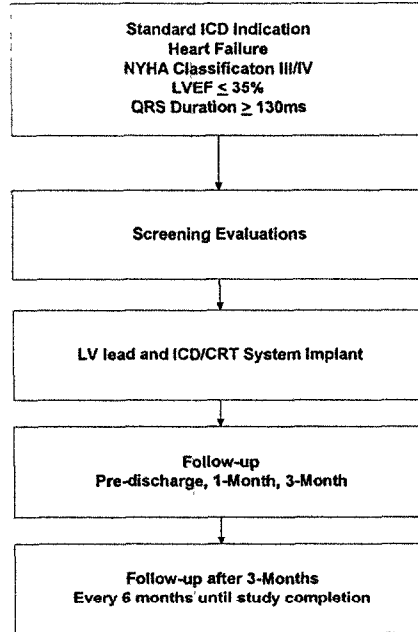 Standard ICD Indication
Heart Failure
NYHA Classificaton III/IV
LVEF ≤ 35%
QRS Duration ≥ 130ms
Screening Evaluations
LV lead and ICD/CRT System Implant
Follow-up
Pre-discharge, 1-Month, 3-Month
Follow-up after 3-Months
Every 6 months until study completion